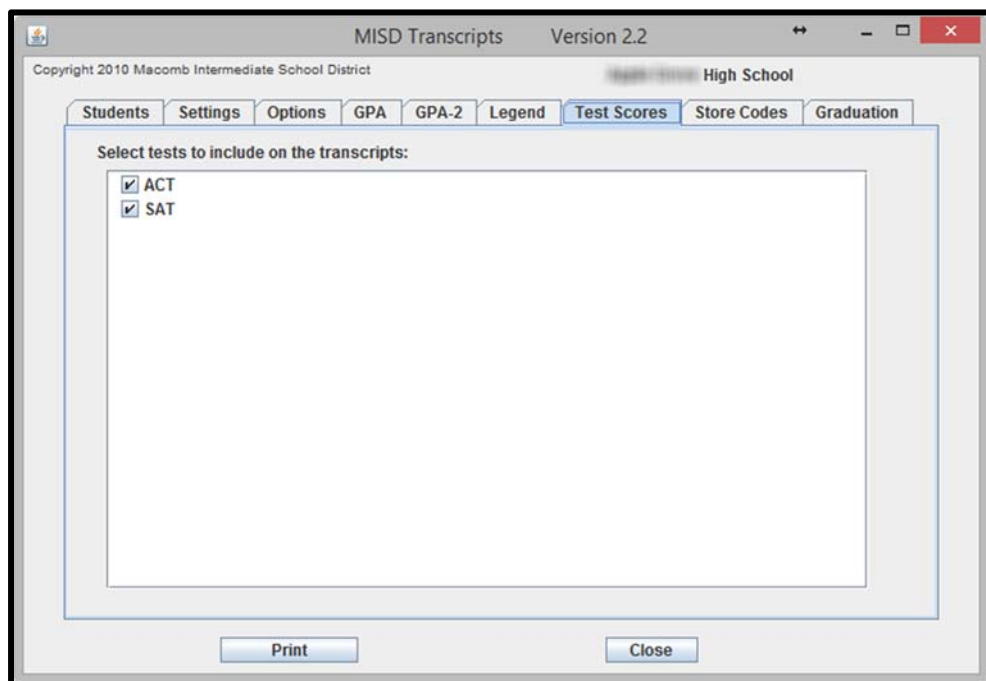 MISD Transcripts Version 2.2
Copyright 2010 Macomb Intermediate School District
High School
Students Settings Options GPA GPA-2 Legend Test Scores Store Codes Graduation
Select tests to include on the transcripts:
ACT
SAT
Print Close